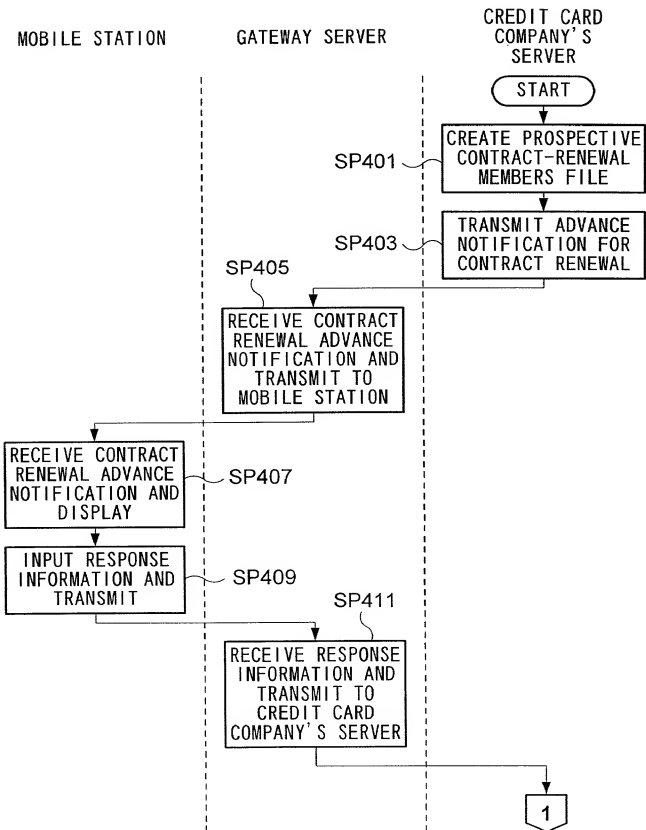 MOBILE STATION
GATEWAY SERVER
CREDIT CARD
COMPANY'S
SERVER
START
SP401
CREATE PROSPECTIVE
CONTRACT-RENEWAL
MEMBERS FILE
SP403
TRANSMIT ADVANCE
NOTIFICATION FOR
CONTRACT RENEWAL
SP405
RECEIVE CONTRACT
RENEWAL ADVANCE
NOTIFICATION AND
TRANSMIT TO
MOBILE STATION
RECEIVE CONTRACT
RENEWAL ADVANCE
NOTIFICATION AND
DISPLAY
SP407
INPUT RESPONSE
INFORMATION AND
TRANSMIT
SP409
SP411
RECEIVE RESPONSE
INFORMATION AND
TRANSMIT TO
CREDIT CARD
COMPANY'S SERVER
1